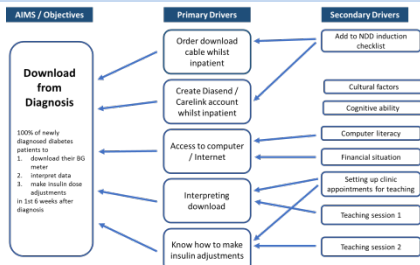 AIMS / Objectives
Primary Drivers
Secondary Drivers
Download
from
Diagnosis
100% of newly
diagnosed diabetes
patients to
1. download their BG
meter
2. interpret data
3. make insulin dose
adjustments
in 1st 6 weeks after
diagnosis
Order download
cable whilst
inpatient
Create Diasend /
Carelink account
whilst inpatient
Access to computer
/ Internet
Interpreting
download
Know how to make
insulin adjustments
Add to NDD induction
checklist
Cultural factors
Cognitive ability
Computer literacy
Financial situation
Setting up clinic
appointments for teaching
Teaching session 1
Teaching session 2